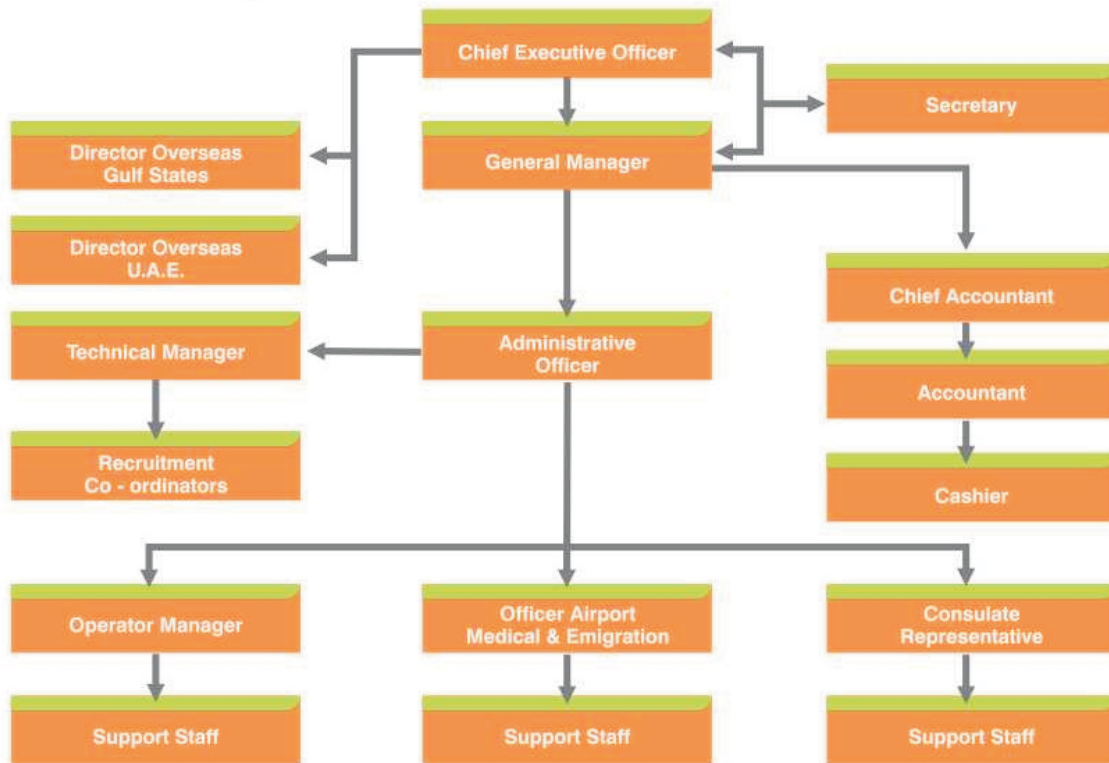 Chief Executive Officer
Secretary
Director Overseas
Gulf States
General Manager
Director Overseas
U.A.E.
Chief Accountant
Technical Manager
Administrative
Officer
Accountant
Recruitment
Co - ordinators
Cashier
Operator Manager
Officer Airport
Medical & Emigration
Consulate
Representative
Support Staff
Support Staff
Support Staff